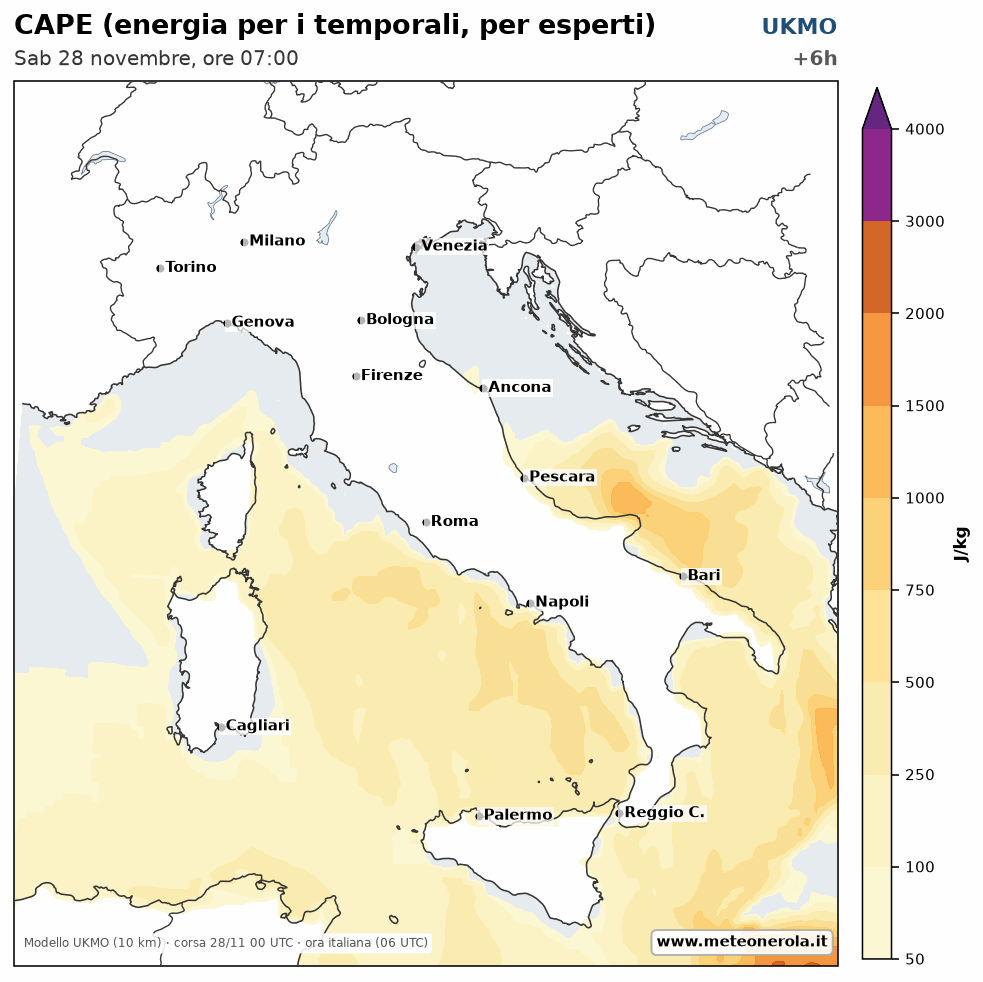 CAPE (energia per i temporali, per esperti)
UKMO
Sab 28 novembre, ore 07:00
+6h
4000
3000
2000
1500
1000
750
500
250
100
50
J/kg
Milano
Venezia
Torino
Genova
Bologna
Firenze
Ancona
Pescara
Roma
Bari
Napoli
Cagliari
Palermo
Reggio C.
Modello UKMO (10 km) · corsa 28/11 00 UTC · ora italiana (06 UTC)
www.meteonerola.it